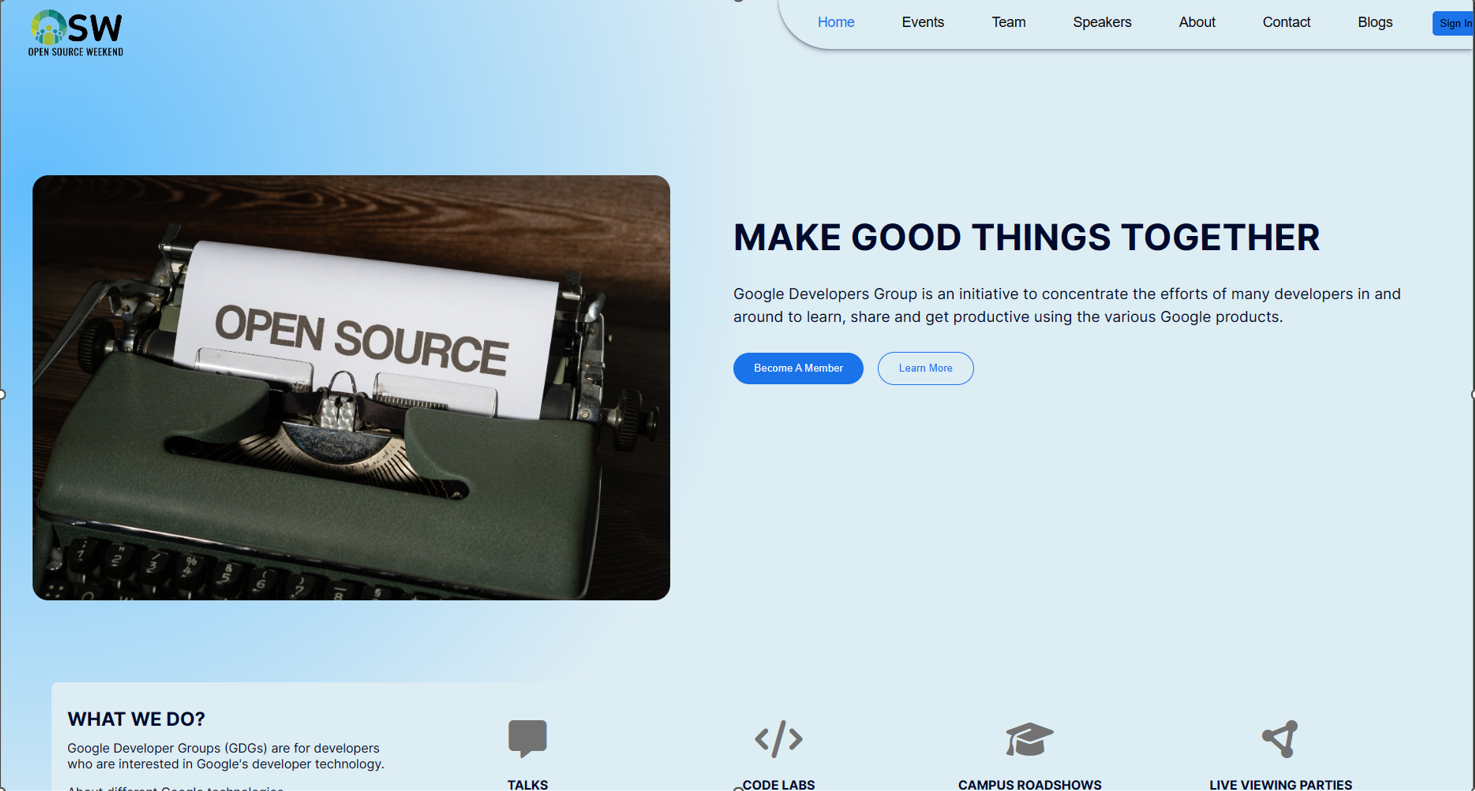 OSW
OPEN SOURCE WEEKEND
Home Events Team Speakers About Contact Blogs Sign In
OPEN SOURCE
MAKE GOOD THINGS TOGETHER
Google Developers Group is an initiative to concentrate the efforts of many developers in and
around to learn, share and get productive using the various Google products.
Become A Member Learn More
WHAT WE DO?
Google Developer Groups (GDGs) are for developers
who are interested in Google's developer technology.
About different Google technologies
TALKS CODE LABS CAMPUS ROADSHOWS LIVE VIEWING PARTIES